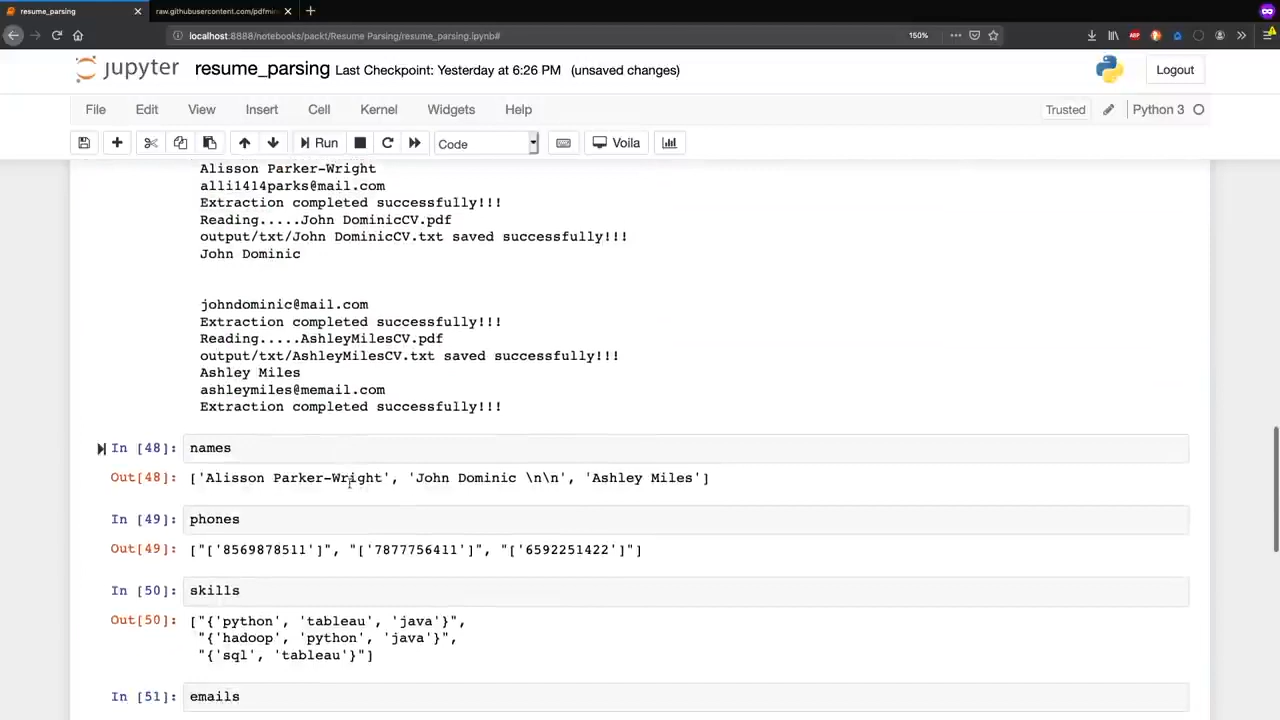 resume_parsing
raw.githubusercontent.com/pdfmin
localhost:8888/notebooks/packt/Resume Parsing/resume_parsing.ipynb#
150%
ABP
jupyter resume_parsing Last Checkpoint: Yesterday at 6:26 PM (unsaved changes)
Logout
File Edit View Insert Cell Kernel Widgets Help
Trusted
Python 3
Run
Code
Voila
Alisson Parker-Wright
alli1414parks@mail.com
Extraction completed successfully!!!
Reading.....John DominicCV.pdf
output/txt/John DominicCV.txt saved successfully!!!
John Dominic
johndominic@mail.com
Extraction completed successfully!!!
Reading.....AshleyMilesCV.pdf
output/txt/AshleyMilesCV.txt saved successfully!!!
Ashley Miles
ashleymiles@memail.com
Extraction completed successfully!!!
In [48]: names
Out[48]: ['Alisson Parker-Wright', 'John Dominic \n\n', 'Ashley Miles']
In [49]: phones
Out[49]: ["['8569878511']", "['7877756411']", "['6592251422']"]
In [50]: skills
Out[50]: ["{'python', 'tableau', 'java'}",
"{'hadoop', 'python', 'java'}",
"{'sql', 'tableau'}"]
In [51]: emails